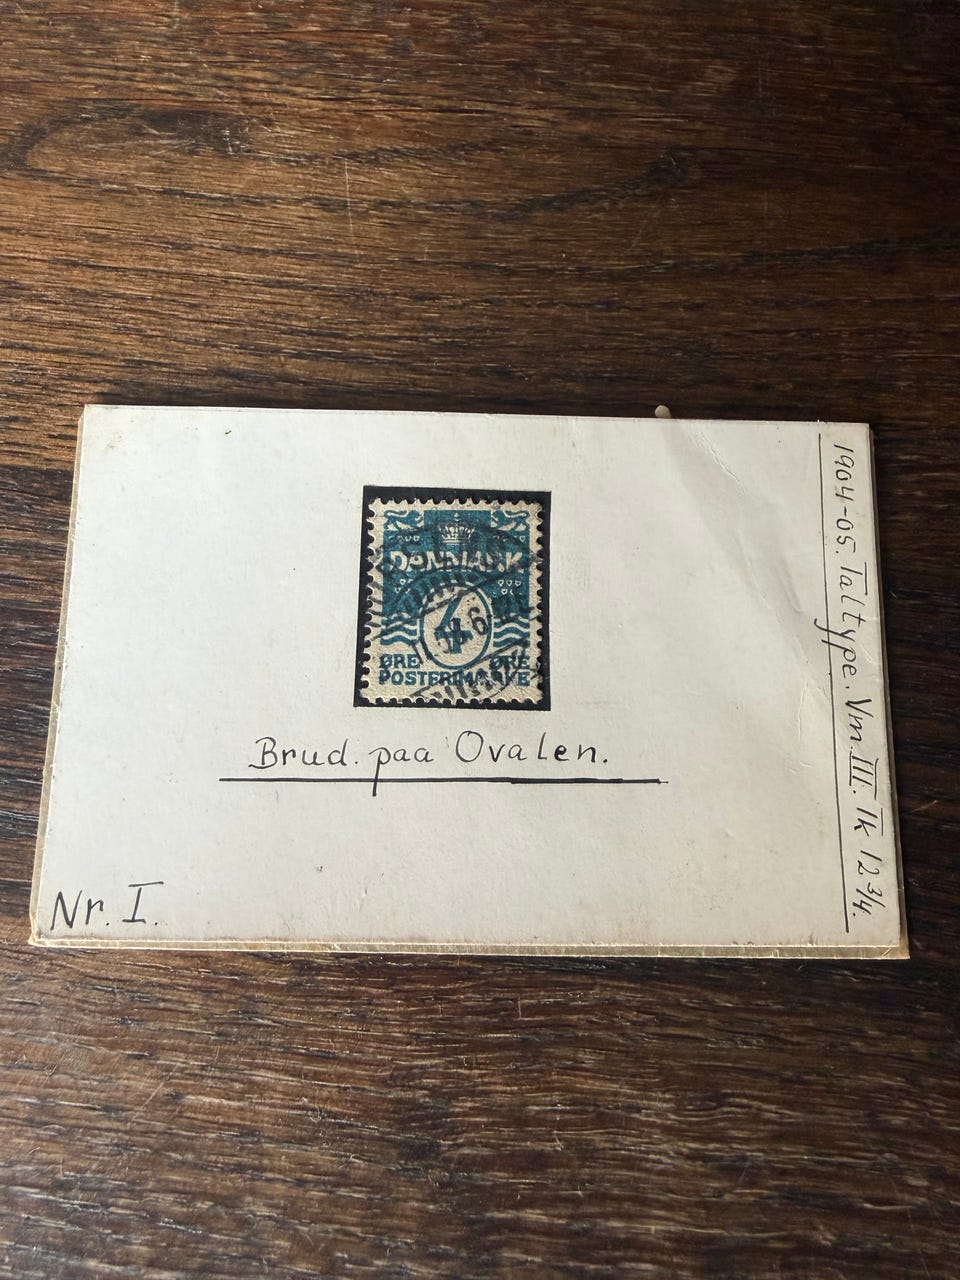 DANMARK
4
ØRE ØRE
POSTFRIMÆRKE
Brud. paa Ovalen.
Nr. I.
1904-05. Taltype. Vm. III. Tk 12¾.